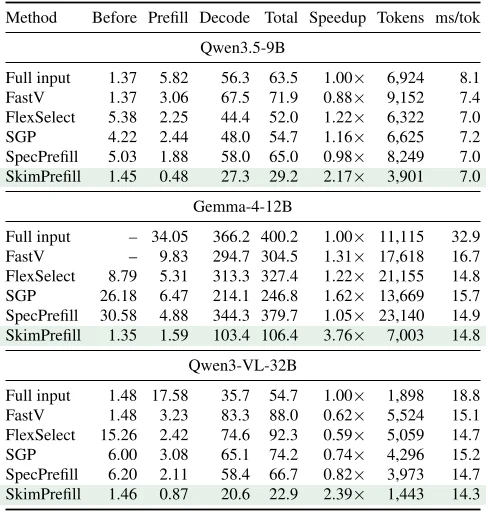 Method Before Prefill Decode Total Speedup Tokens ms/tok
Qwen3.5-9B
Full input 1.37 5.82 56.3 63.5 1.00× 6,924 8.1
FastV 1.37 3.06 67.5 71.9 0.88× 9,152 7.4
FlexSelect 5.38 2.25 44.4 52.0 1.22× 6,322 7.0
SGP 4.22 2.44 48.0 54.7 1.16× 6,625 7.2
SpecPrefill 5.03 1.88 58.0 65.0 0.98× 8,249 7.0
SkimPrefill 1.45 0.48 27.3 29.2 2.17× 3,901 7.0
Gemma-4-12B
Full input – 34.05 366.2 400.2 1.00× 11,115 32.9
FastV – 9.83 294.7 304.5 1.31× 17,618 16.7
FlexSelect 8.79 5.31 313.3 327.4 1.22× 21,155 14.8
SGP 26.18 6.47 214.1 246.8 1.62× 13,669 15.7
SpecPrefill 30.58 4.88 344.3 379.7 1.05× 23,140 14.9
SkimPrefill 1.35 1.59 103.4 106.4 3.76× 7,003 14.8
Qwen3-VL-32B
Full input 1.48 17.58 35.7 54.7 1.00× 1,898 18.8
FastV 1.48 3.23 83.3 88.0 0.62× 5,524 15.1
FlexSelect 15.26 2.42 74.6 92.3 0.59× 5,059 14.7
SGP 6.00 3.08 65.1 74.2 0.74× 4,296 15.2
SpecPrefill 6.20 2.11 58.4 66.7 0.82× 3,973 14.7
SkimPrefill 1.46 0.87 20.6 22.9 2.39× 1,443 14.3